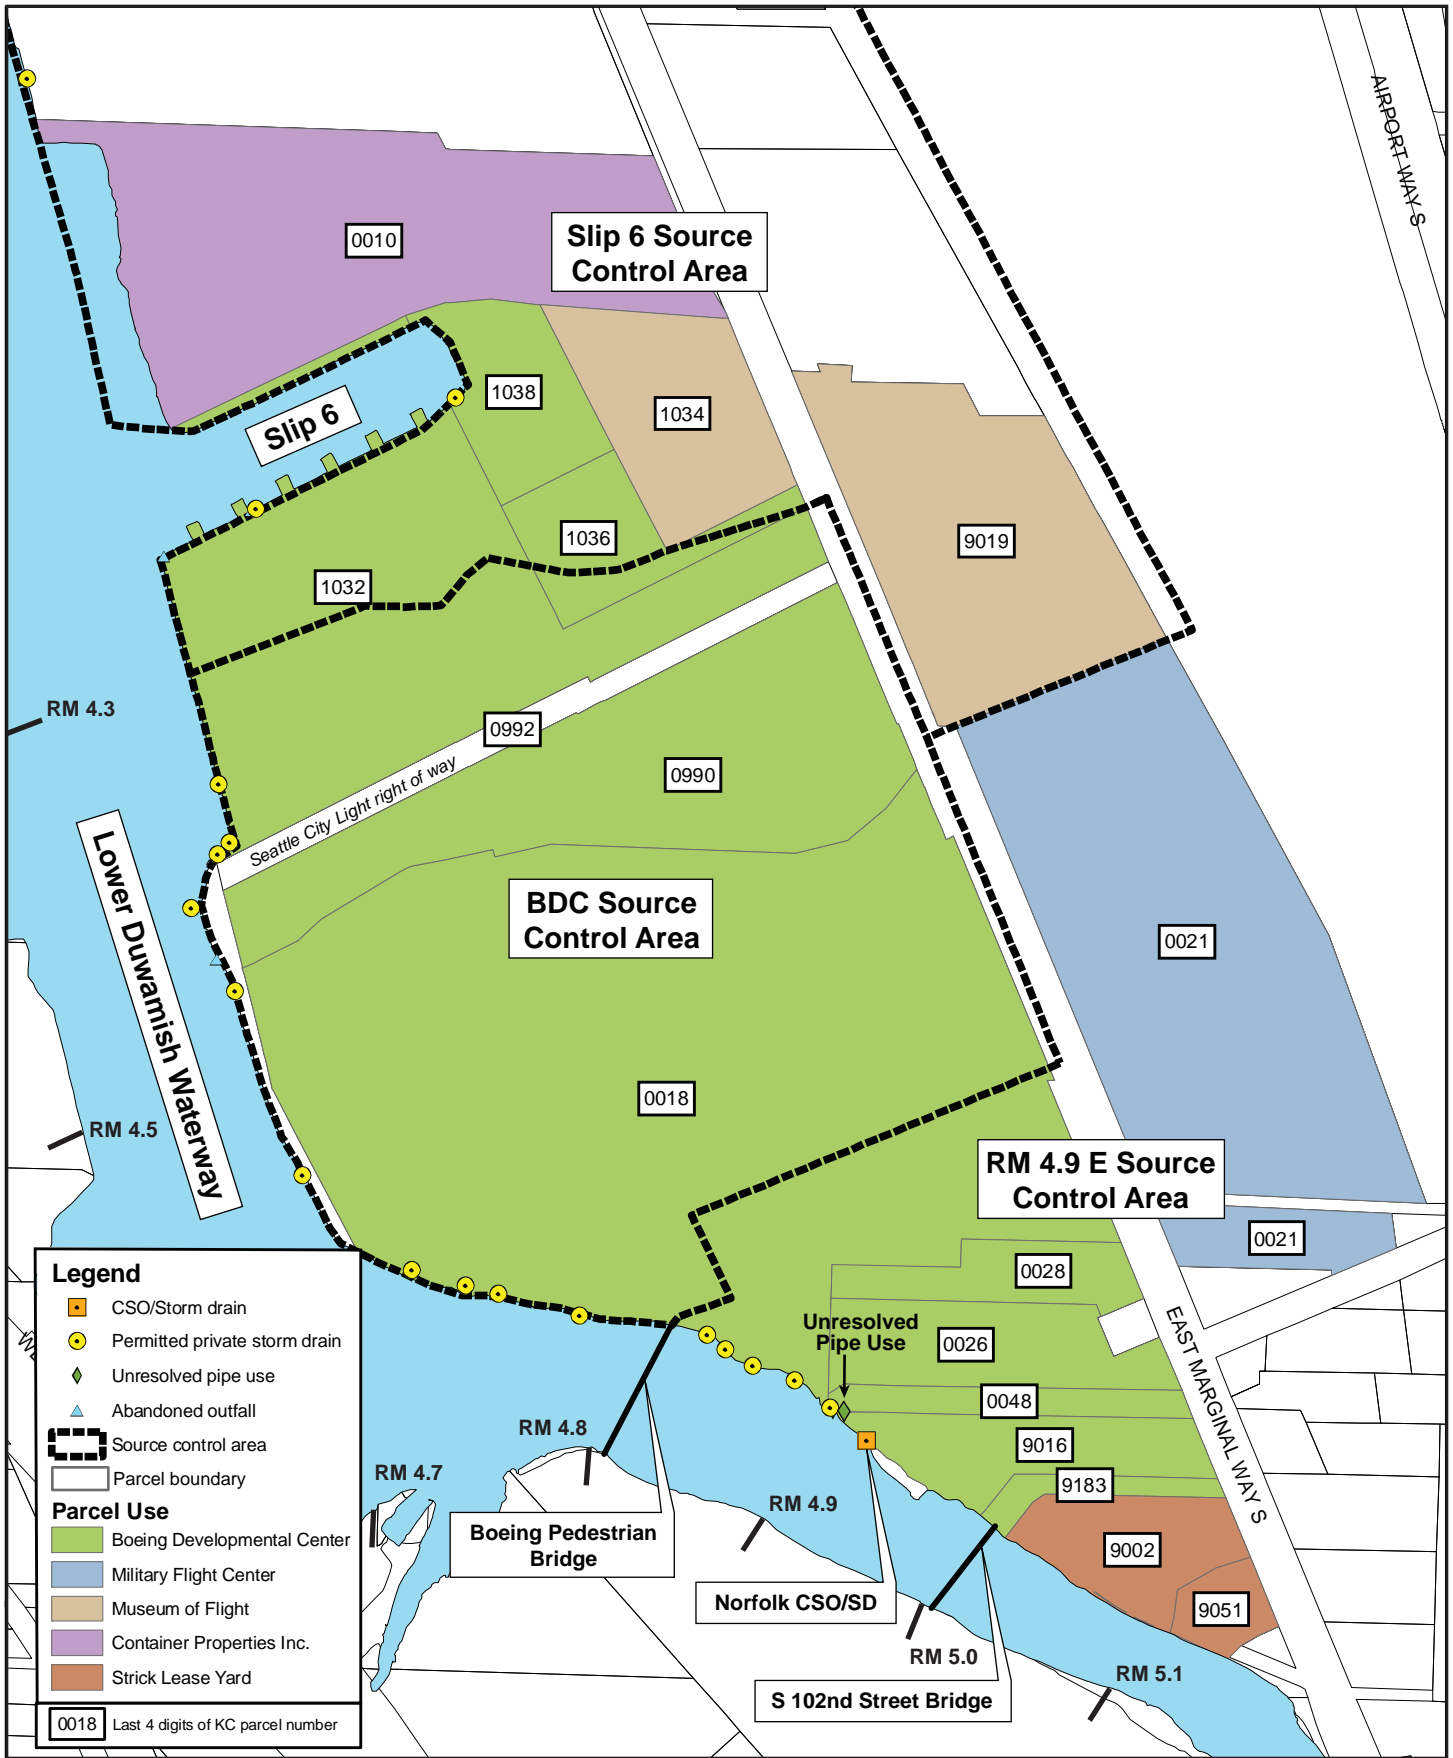 AIRPORT WAY S
0010
Slip 6 Source
Control Area
1038
1034
Slip 6
1036
9019
1032
RM 4.3
0992
0990
Seattle City Light right of way
Lower Duwamish Waterway
BDC Source
Control Area
0021
0018
RM 4.5
RM 4.9 E Source
Control Area
0021
0028
Unresolved
Pipe Use
0026
EAST MARGINAL WAY S
0048
9016
9183
RM 4.8
RM 4.7
RM 4.9
Boeing Pedestrian
Bridge
9002
Norfolk CSO/SD
9051
RM 5.0
RM 5.1
S 102nd Street Bridge
Legend
CSO/Storm drain
Permitted private storm drain
Unresolved pipe use
Abandoned outfall
Source control area
Parcel boundary
Parcel Use
Boeing Developmental Center
Military Flight Center
Museum of Flight
Container Properties Inc.
Strick Lease Yard
0018 Last 4 digits of KC parcel number